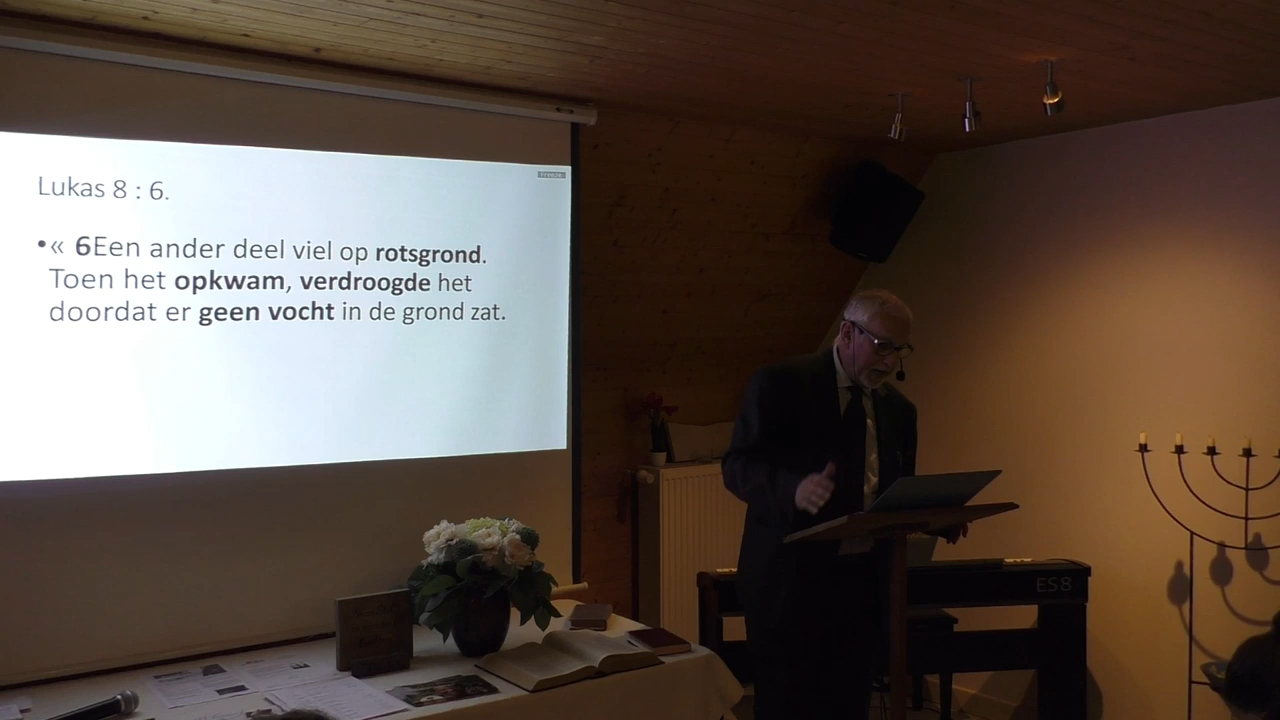 Lukas 8 : 6.
•« 6Een ander deel viel op rotsgrond.
Toen het opkwam, verdroogde het
doordat er geen vocht in de grond zat.
ES8